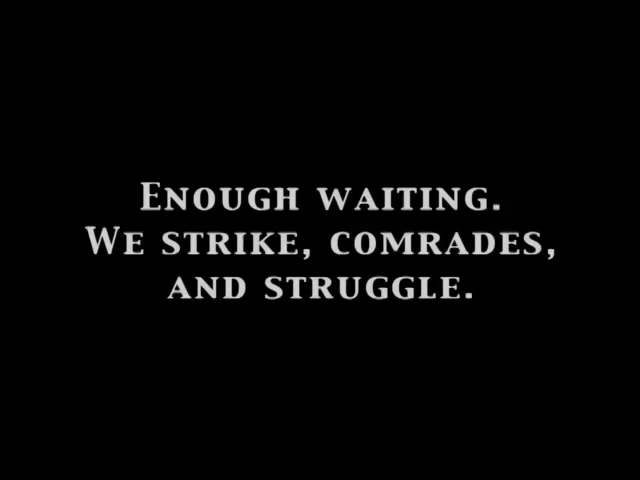 Enough waiting.
We strike, comrades,
and struggle.